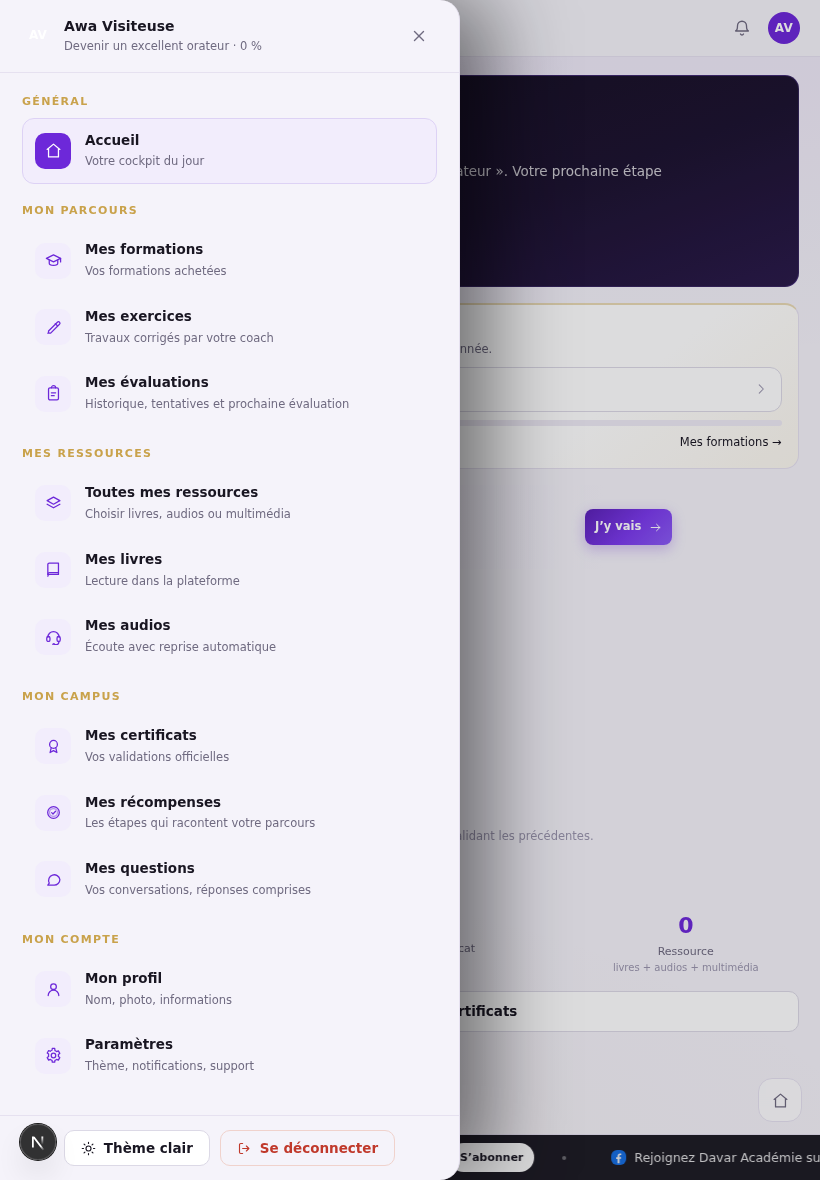 AV
Awa Visiteuse
Devenir un excellent orateur · 0 %
GÉNÉRAL
Accueil
Votre cockpit du jour
MON PARCOURS
Mes formations
Vos formations achetées
Mes exercices
Travaux corrigés par votre coach
Mes évaluations
Historique, tentatives et prochaine évaluation
MES RESSOURCES
Toutes mes ressources
Choisir livres, audios ou multimédia
Mes livres
Lecture dans la plateforme
Mes audios
Écoute avec reprise automatique
MON CAMPUS
Mes certificats
Vos validations officielles
Mes récompenses
Les étapes qui racontent votre parcours
Mes questions
Vos conversations, réponses comprises
MON COMPTE
Mon profil
Nom, photo, informations
Paramètres
Thème, notifications, support
N
Thème clair
Se déconnecter
AV
ateur ». Votre prochaine étape
nnée.
Mes formations →
J’y vais →
lidant les précédentes.
0
cat
Ressource
livres + audios + multimédia
rtificats
S’abonner
•
Rejoignez Davar Académie su